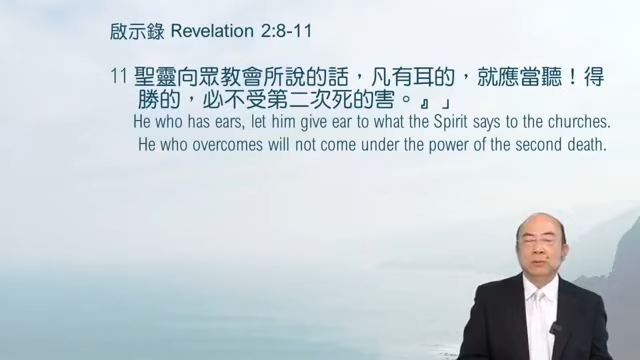 啟示錄 Revelation 2:8-11
11 聖靈向眾教會所說的話，凡有耳的，就應當聽！得
勝的，必不受第二次死的害。』」
He who has ears, let him give ear to what the Spirit says to the churches.
He who overcomes will not come under the power of the second death.